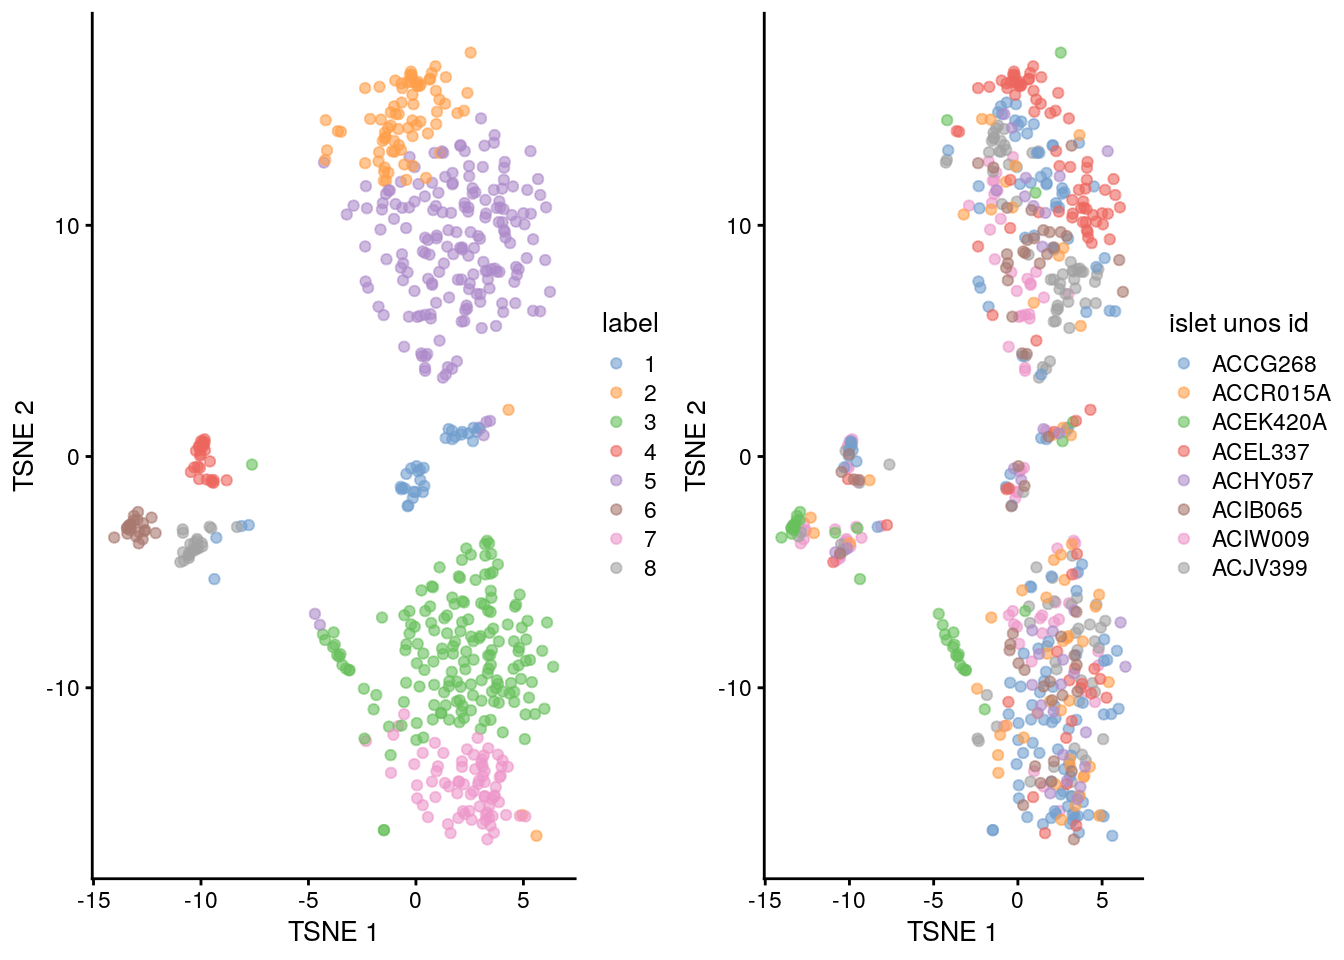 10
0
-10
-15
-10
-5
0
5
TSNE 1
TSNE 2
label
1
2
3
4
5
6
7
8
10
0
-10
-15
-10
-5
0
5
TSNE 1
TSNE 2
islet unos id
ACCG268
ACCR015A
ACEK420A
ACEL337
ACHY057
ACIB065
ACIW009
ACJV399